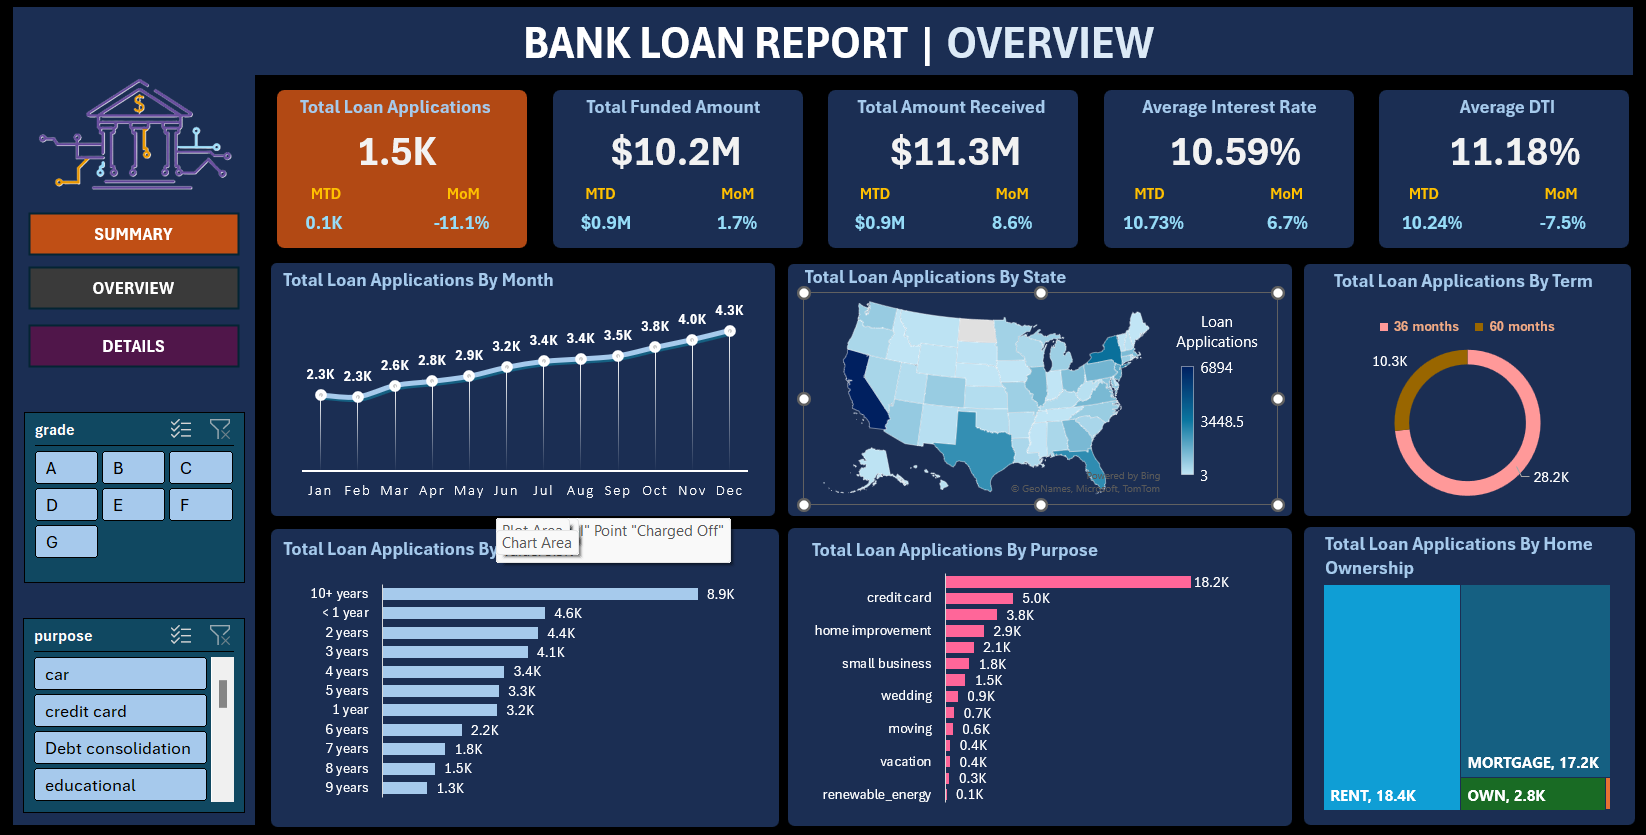 BANK LOAN REPORT | OVERVIEW
$
SUMMARY
OVERVIEW
DETAILS
grade
A
B
C
D
E
F
G
purpose
car
credit card
Debt consolidation
educational
Total Loan Applications
1.5K
MTD
MoM
0.1K
-11.1%
Total Funded Amount
$10.2M
MTD
MoM
$0.9M
1.7%
Total Amount Received
$11.3M
MTD
MoM
$0.9M
8.6%
Average Interest Rate
10.59%
MTD
MoM
10.73%
6.7%
Average DTI
11.18%
MTD
MoM
10.24%
-7.5%
Total Loan Applications By Month
2.3K
2.3K
2.6K
2.8K
2.9K
3.2K
3.4K
3.4K
3.5K
3.8K
4.0K
4.3K
Jan Feb Mar Apr May Jun Jul Aug Sep Oct Nov Dec
Total Loan Applications By State
Loan
Applications
6894
3448.5
3
Powered by Bing
© GeoNames, Microsoft, TomTom
Total Loan Applications By Term
36 months
60 months
10.3K
28.2K
Total Loan Applications By
Plot Area
" Point "Charged Off"
Chart Area
10+ years 8.9K
< 1 year 4.6K
2 years 4.4K
3 years 4.1K
4 years 3.4K
5 years 3.3K
1 year 3.2K
6 years 2.2K
7 years 1.8K
8 years 1.5K
9 years 1.3K
Total Loan Applications By Purpose
18.2K
credit card 5.0K
3.8K
home improvement 2.9K
2.1K
small business 1.8K
1.5K
wedding 0.9K
0.7K
moving 0.6K
0.4K
vacation 0.4K
0.3K
renewable_energy 0.1K
Total Loan Applications By Home
Ownership
RENT, 18.4K
MORTGAGE, 17.2K
OWN, 2.8K